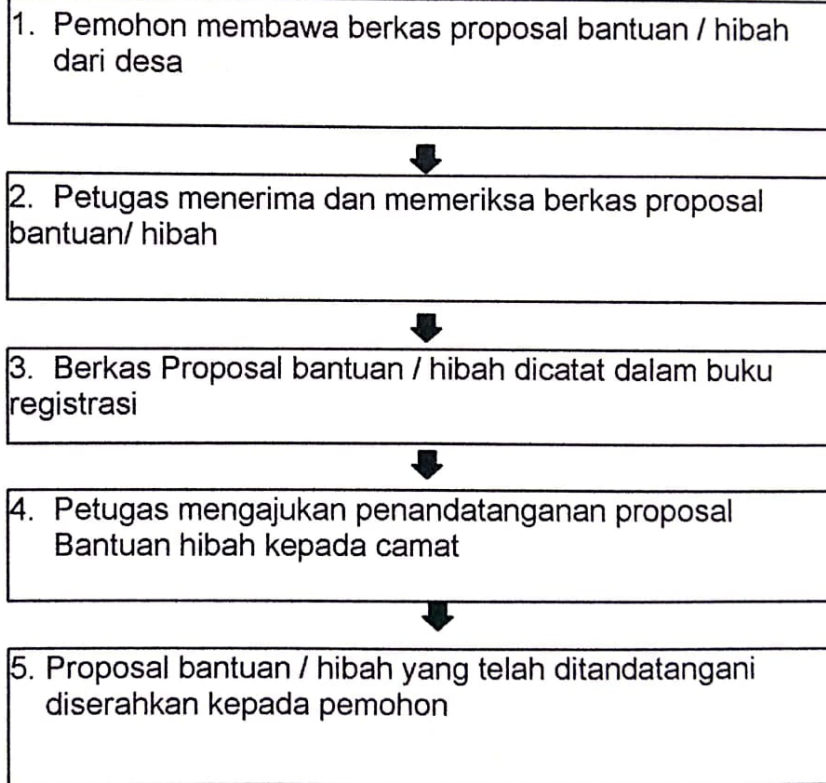 1. Pemohon membawa berkas proposal bantuan / hibah
dari desa
2. Petugas menerima dan memeriksa berkas proposal
bantuan/ hibah
3. Berkas Proposal bantuan / hibah dicatat dalam buku
registrasi
4. Petugas mengajukan penandatanganan proposal
Bantuan hibah kepada camat
5. Proposal bantuan / hibah yang telah ditandatangani
diserahkan kepada pemohon